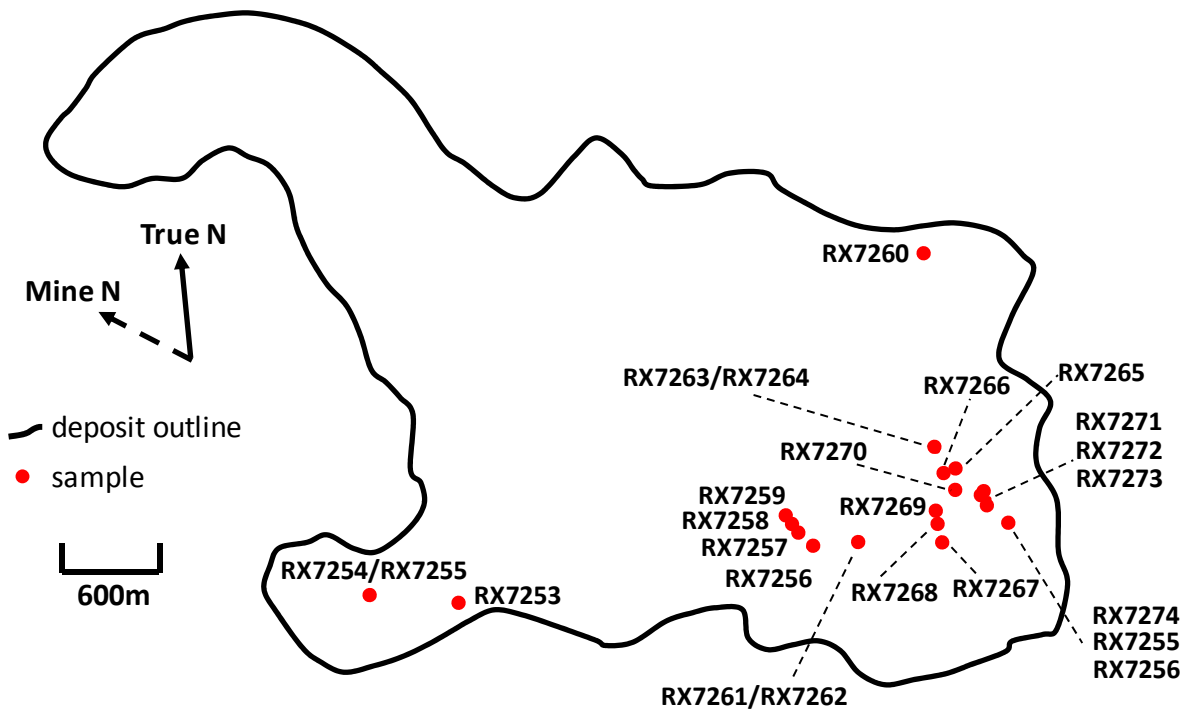 True N
RX7260
Mine N
RX7263/RX7264
RX7266
RX7265
deposit outline
RX7271
RX7270
RX7272
sample
RX7273
RX7259
RX7269
RX7258
RX7257
RX7254/RX7255
RX7256
RX7253
RX7268
RX7267
600m
RX7274
RX7255
RX7256
RX7261/RX7262